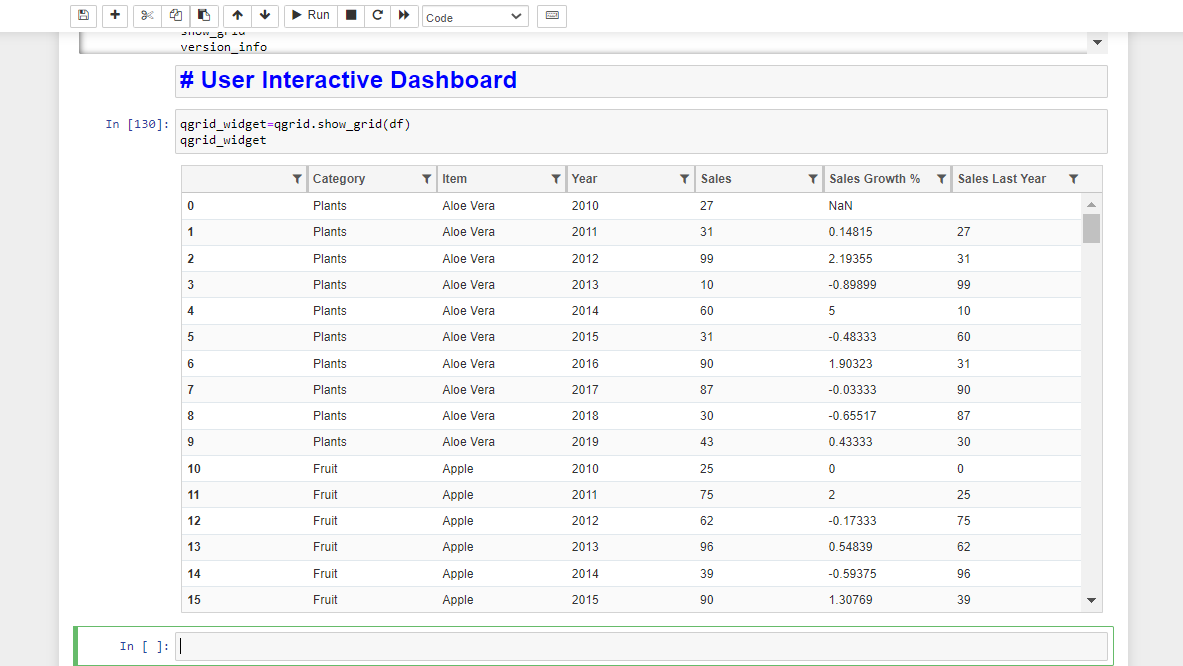 Run
Code
show_grid
version_info
# User Interactive Dashboard
In [130]: qgrid_widget=qgrid.show_grid(df)
qgrid_widget
Category Item Year Sales Sales Growth % Sales Last Year
0 Plants Aloe Vera 2010 27 NaN
1 Plants Aloe Vera 2011 31 0.14815 27
2 Plants Aloe Vera 2012 99 2.19355 31
3 Plants Aloe Vera 2013 10 -0.89899 99
4 Plants Aloe Vera 2014 60 5 10
5 Plants Aloe Vera 2015 31 -0.48333 60
6 Plants Aloe Vera 2016 90 1.90323 31
7 Plants Aloe Vera 2017 87 -0.03333 90
8 Plants Aloe Vera 2018 30 -0.65517 87
9 Plants Aloe Vera 2019 43 0.43333 30
10 Fruit Apple 2010 25 0 0
11 Fruit Apple 2011 75 2 25
12 Fruit Apple 2012 62 -0.17333 75
13 Fruit Apple 2013 96 0.54839 62
14 Fruit Apple 2014 39 -0.59375 96
15 Fruit Apple 2015 90 1.30769 39
In [ ]: